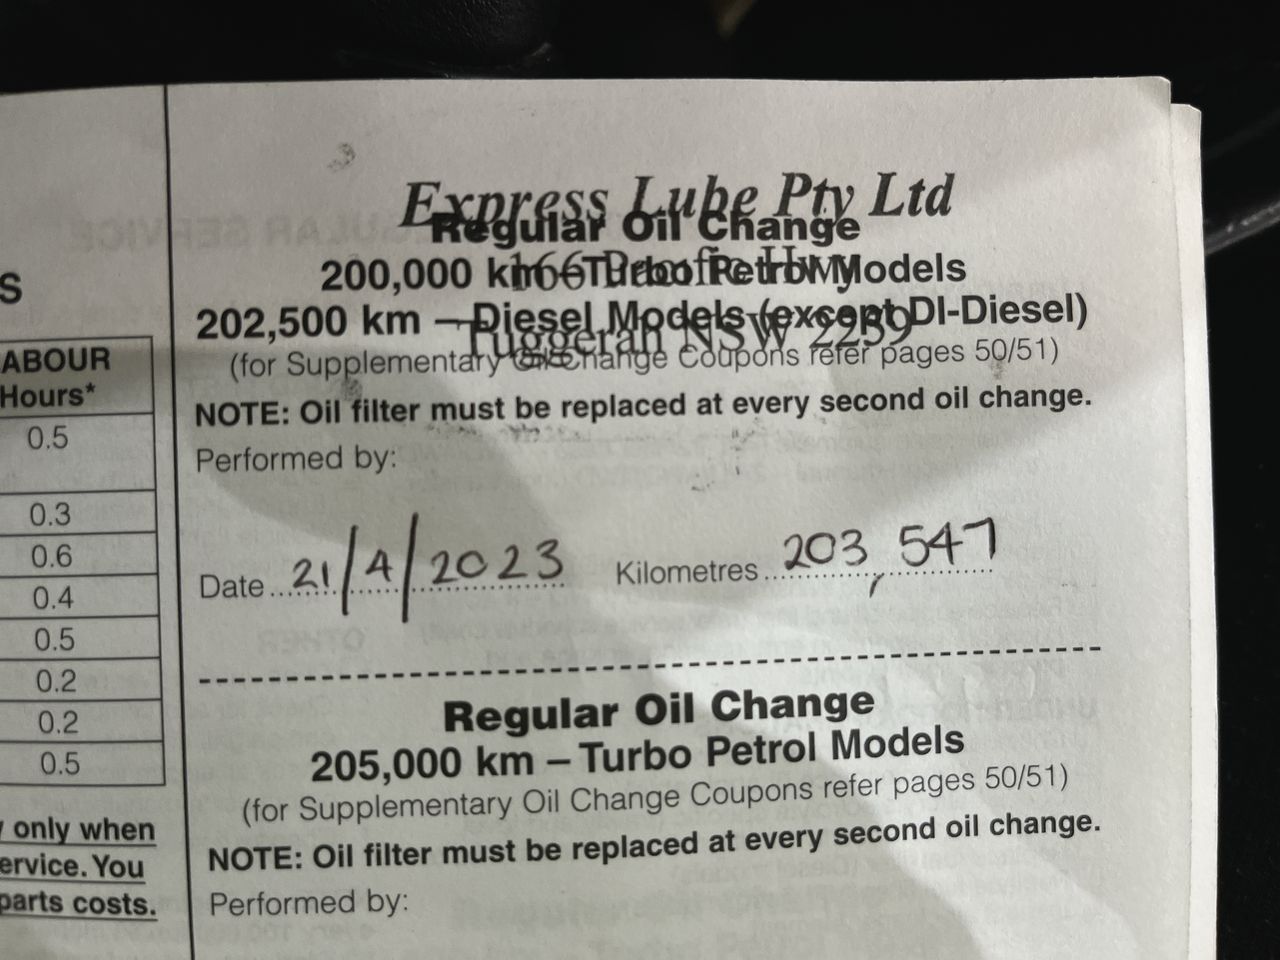 S
ABOUR
Hours*
0.5
0.3
0.6
0.4
0.5
0.2
0.2
0.5
only when
ervice. You
parts costs.
Express Lube Pty Ltd
Regular Oil Change
166 Pacific Hwy
200,000 km – Turbo Petrol Models
Tuggerah NSW 2259
202,500 km – Diesel Models (except DI-Diesel)
(for Supplementary Oil Change Coupons refer pages 50/51)
NOTE: Oil filter must be replaced at every second oil change.
Performed by:
Date 21/4/2023 Kilometres 203,547
Regular Oil Change
205,000 km – Turbo Petrol Models
(for Supplementary Oil Change Coupons refer pages 50/51)
NOTE: Oil filter must be replaced at every second oil change.
Performed by: